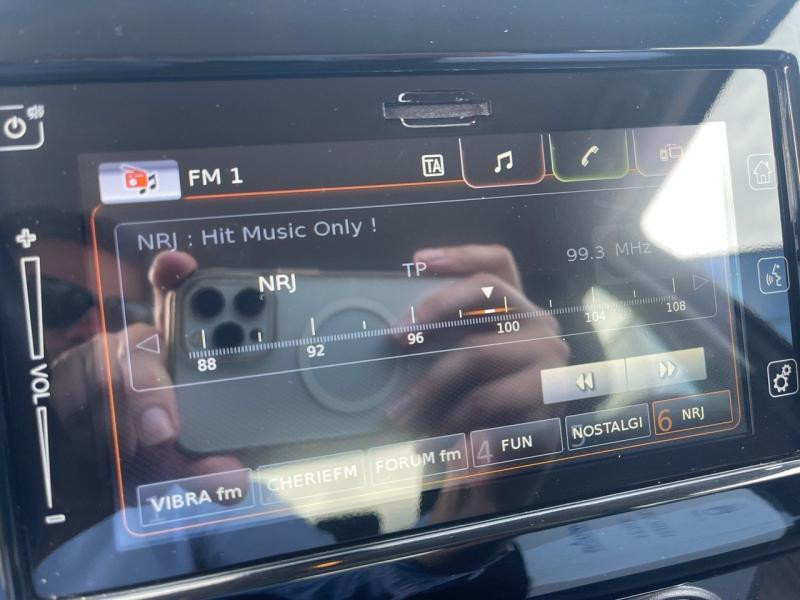 FM 1
TA
NRJ : Hit Music Only !
NRJ
TP
99.3 MHz
88 92 96 100 104 108
VOL
VIBRA fm
CHERIEFM
FORUM fm
4 FUN
NOSTALGI
6 NRJ